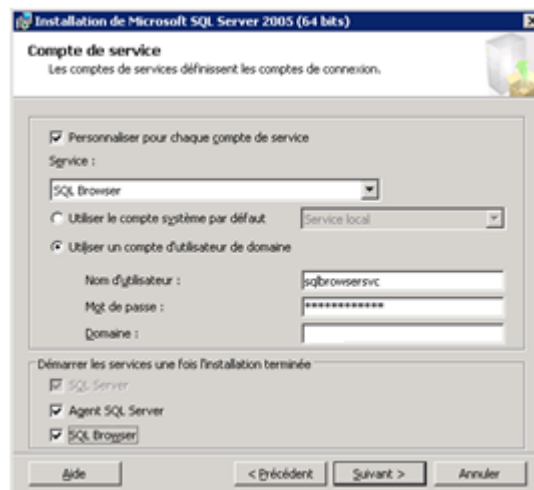 Installation de Microsoft SQL Server 2005 (64 bits)
Compte de service
Les comptes de services définissent les comptes de connexion.
Personnaliser pour chaque compte de service
Service :
SQL Browser
Utiliser le compte système par défaut
Service local
Utiliser un compte d'utilisateur de domaine
Nom d'utilisateur :
sqlbrowsersvc
Mot de passe :
************
Domaine :
Démarrer les services une fois l'installation terminée
SQL Server
Agent SQL Server
SQL Browser
Aide
< Précédent
Suivant >
Annuler